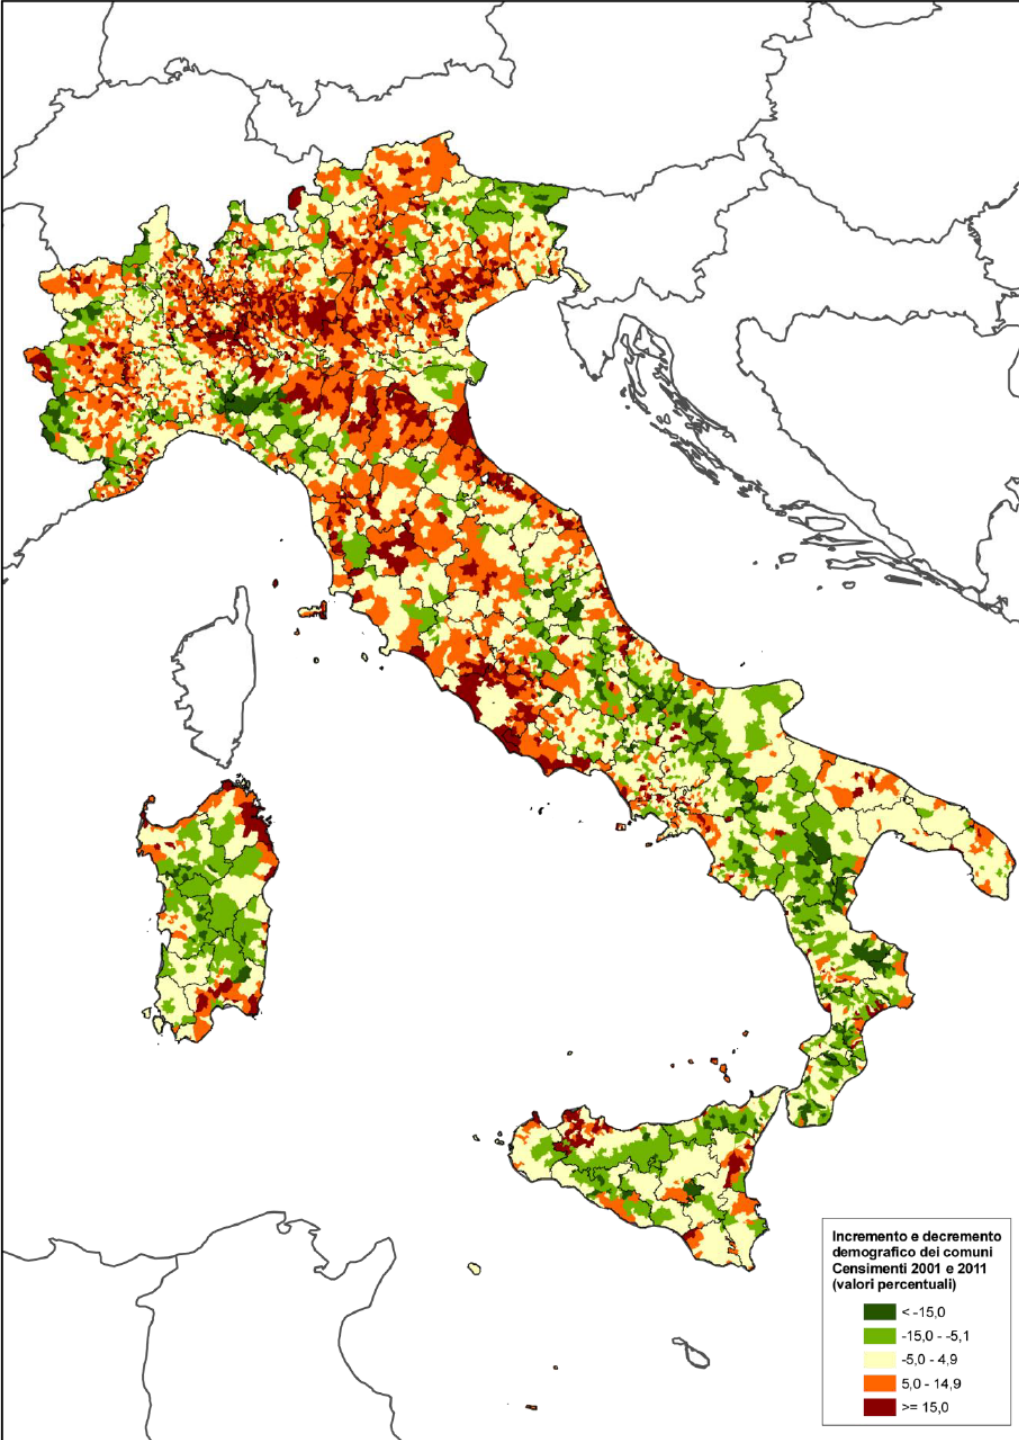 Incremento e decremento
demografico dei comuni
Censimenti 2001 e 2011
(valori percentuali)
< -15,0
-15,0 - -5,1
-5,0 - 4,9
5,0 - 14,9
>= 15,0